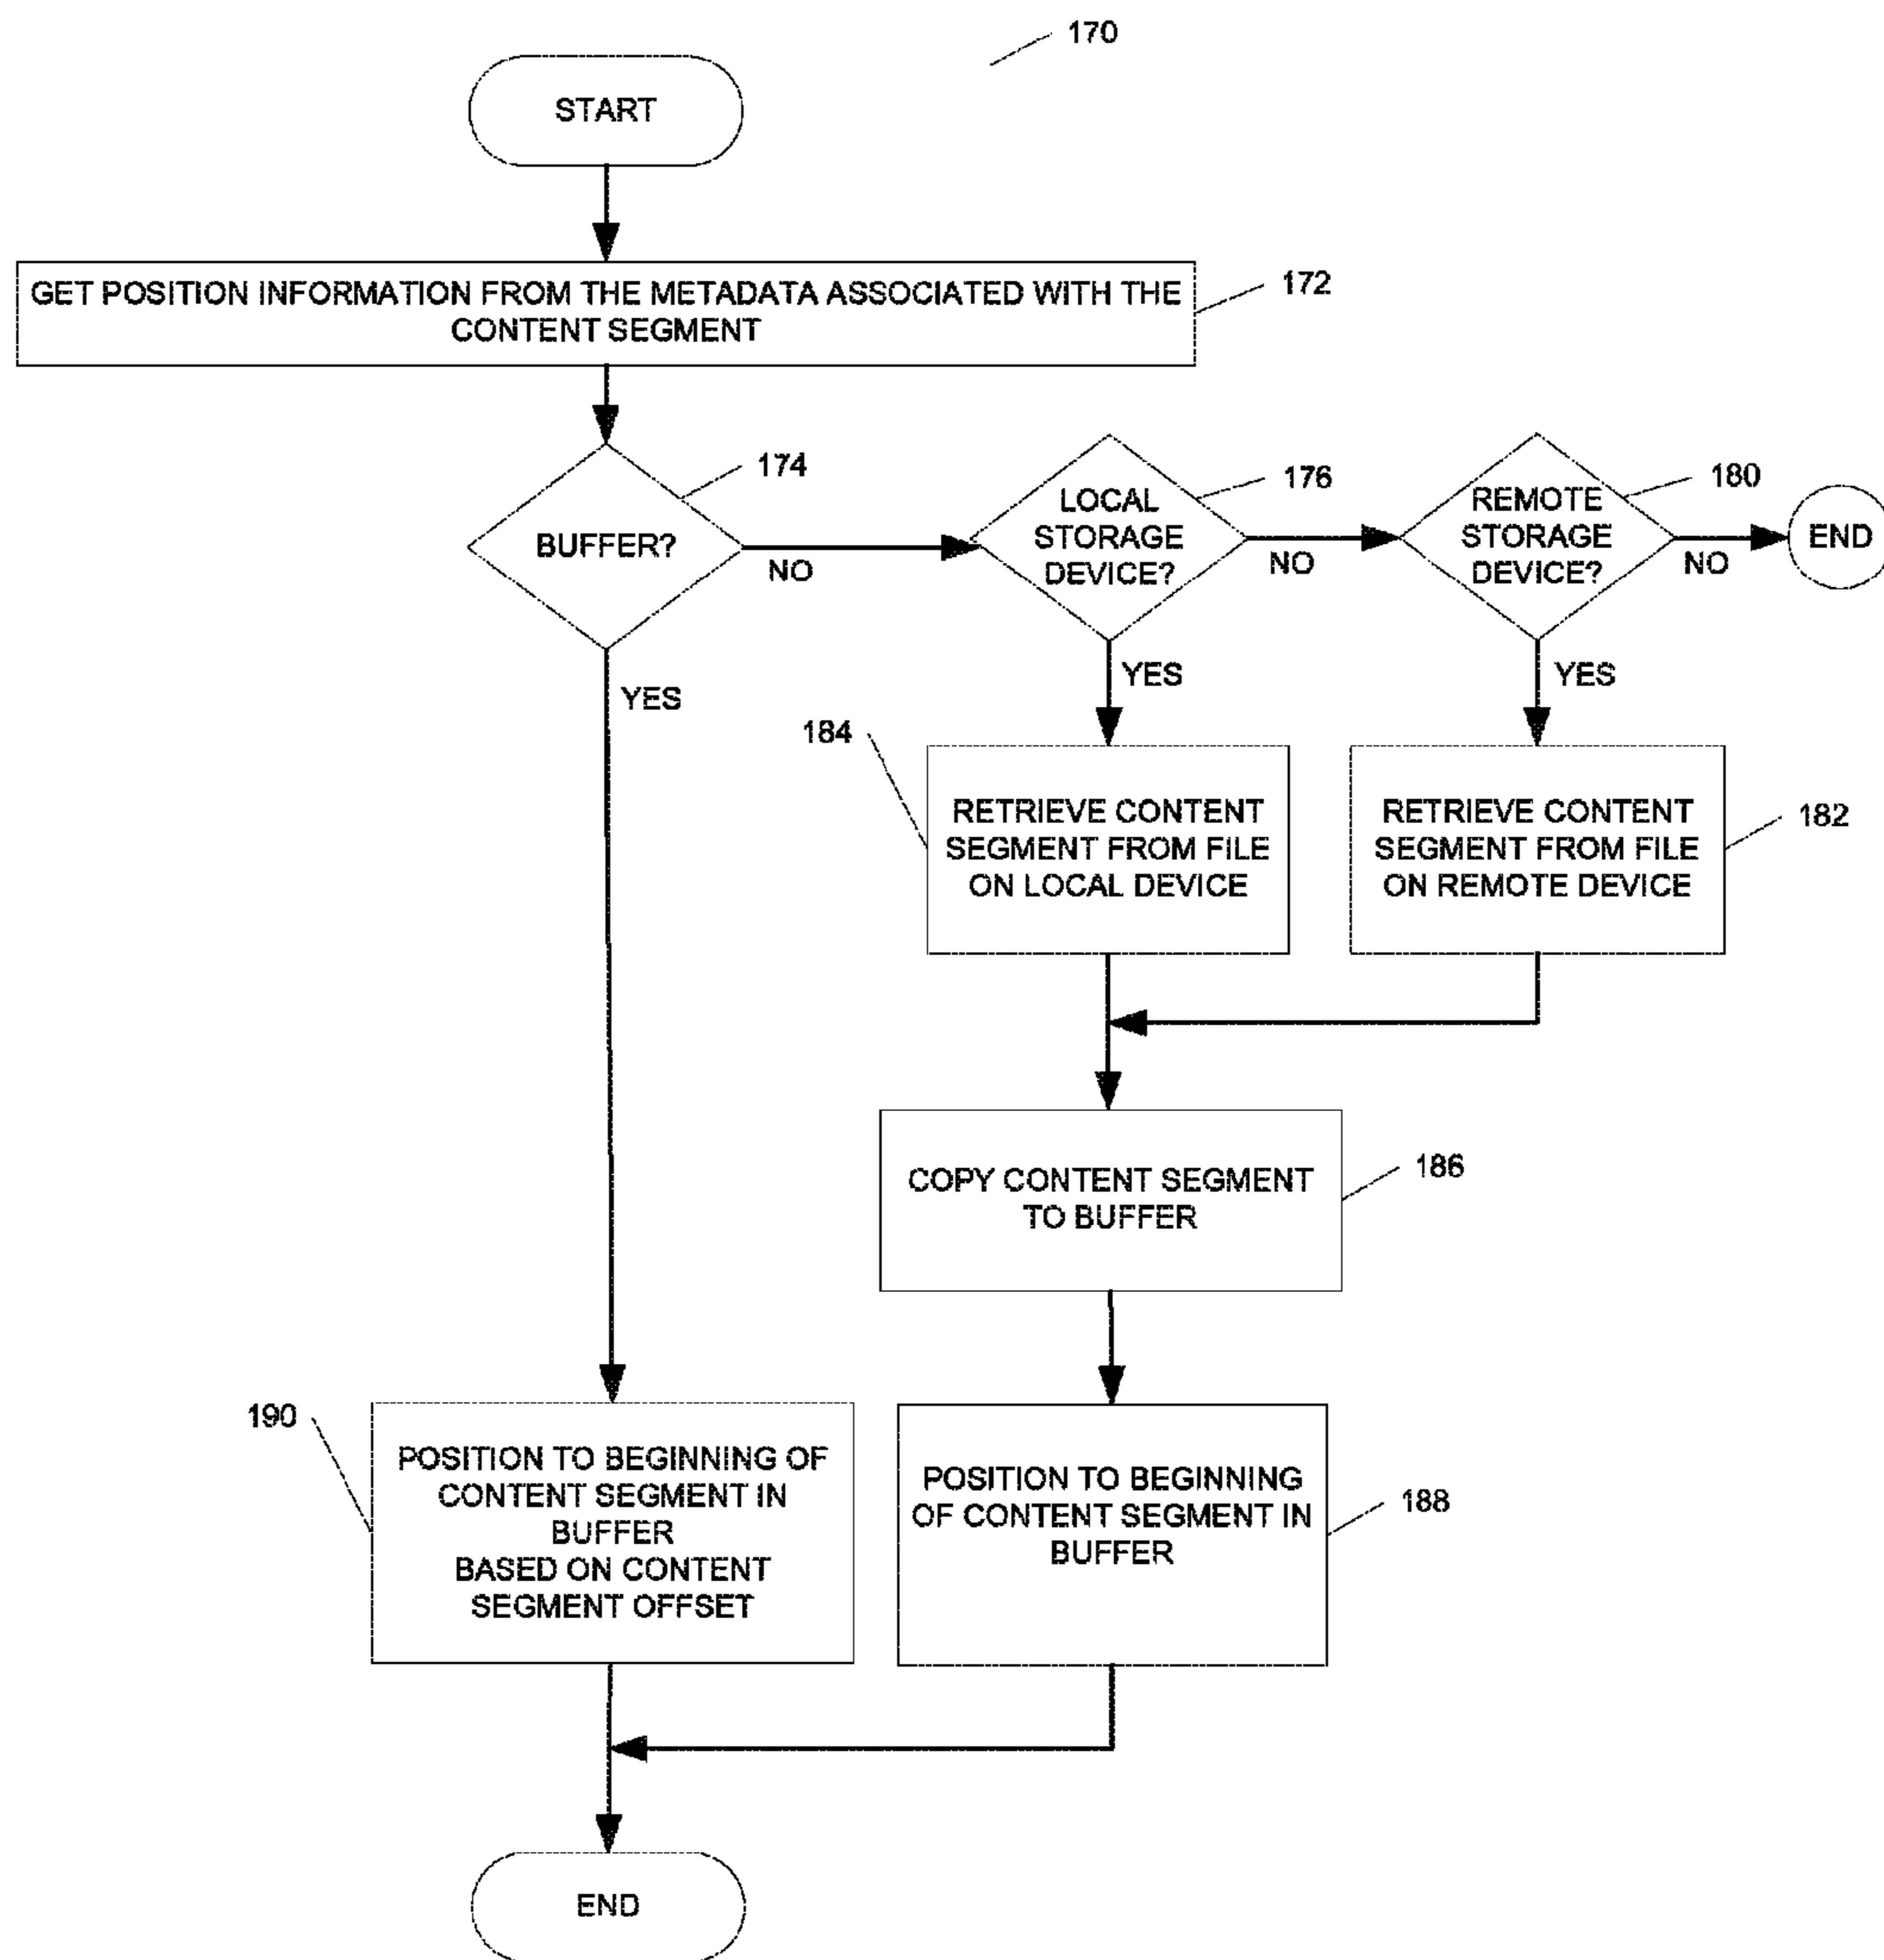 170
START
GET POSITION INFORMATION FROM THE METADATA ASSOCIATED WITH THE
CONTENT SEGMENT
172
BUFFER?
174
NO
YES
LOCAL
STORAGE
DEVICE?
176
NO
YES
REMOTE
STORAGE
DEVICE?
180
NO
YES
END
184
RETRIEVE CONTENT
SEGMENT FROM FILE
ON LOCAL DEVICE
RETRIEVE CONTENT
SEGMENT FROM FILE
ON REMOTE DEVICE
182
COPY CONTENT SEGMENT
TO BUFFER
186
190
POSITION TO BEGINNING OF
CONTENT SEGMENT IN
BUFFER
BASED ON CONTENT
SEGMENT OFFSET
POSITION TO BEGINNING
OF CONTENT SEGMENT IN
BUFFER
188
END